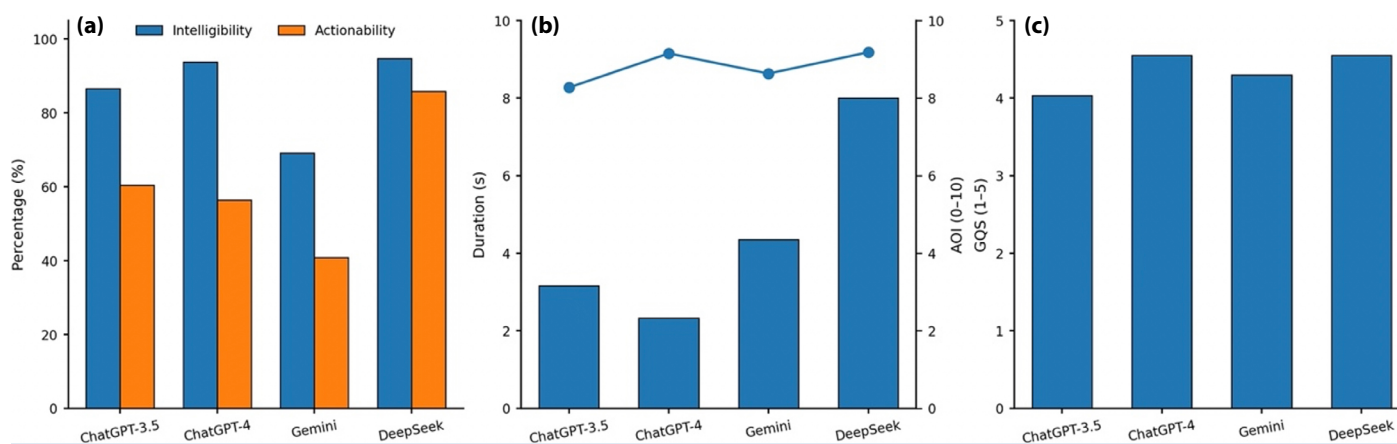 (a)
Intelligibility
Actionability
Percentage (%)
100
80
60
40
20
0
ChatGPT-3.5
ChatGPT-4
Gemini
DeepSeek
(b)
Duration (s)
10
8
6
4
2
0
ChatGPT-3.5
ChatGPT-4
Gemini
DeepSeek
10
8
6
4
2
0
AOI (0–10)
(c)
GQS (1–5)
5
4
3
2
1
0
ChatGPT-3.5
ChatGPT-4
Gemini
DeepSeek